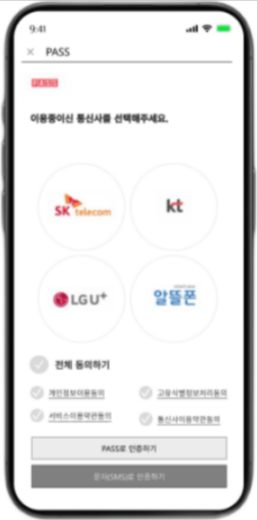 9:41
× PASS
PASS
이용중이신 통신사를 선택해주세요.
SK telecom
kt
LG U+
알뜰폰
전체 동의하기
개인정보이용동의
고유식별정보처리동의
서비스이용약관동의
통신사이용약관동의
PASS로 인증하기
문자(SMS)로 인증하기